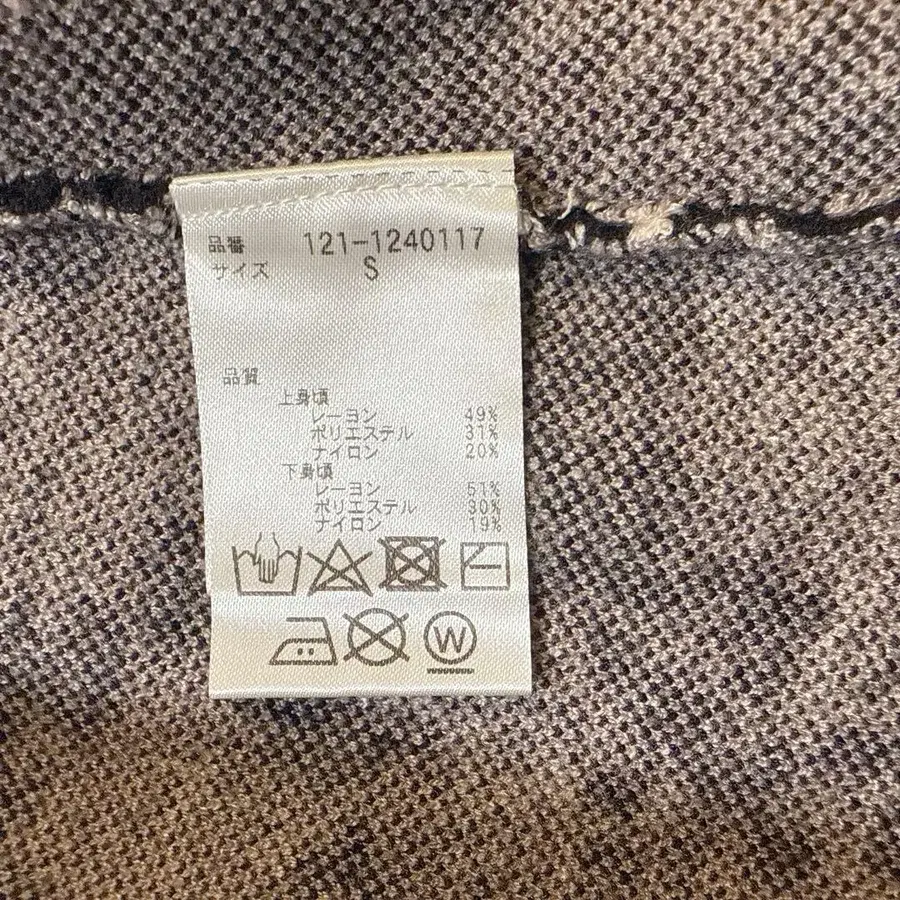 品番 121-1240117
サイズ S
品質
上身頃
レーヨン 49%
ポリエステル 31%
ナイロン 20%
下身頃
レーヨン 51%
ポリエステル 30%
ナイロン 19%
W